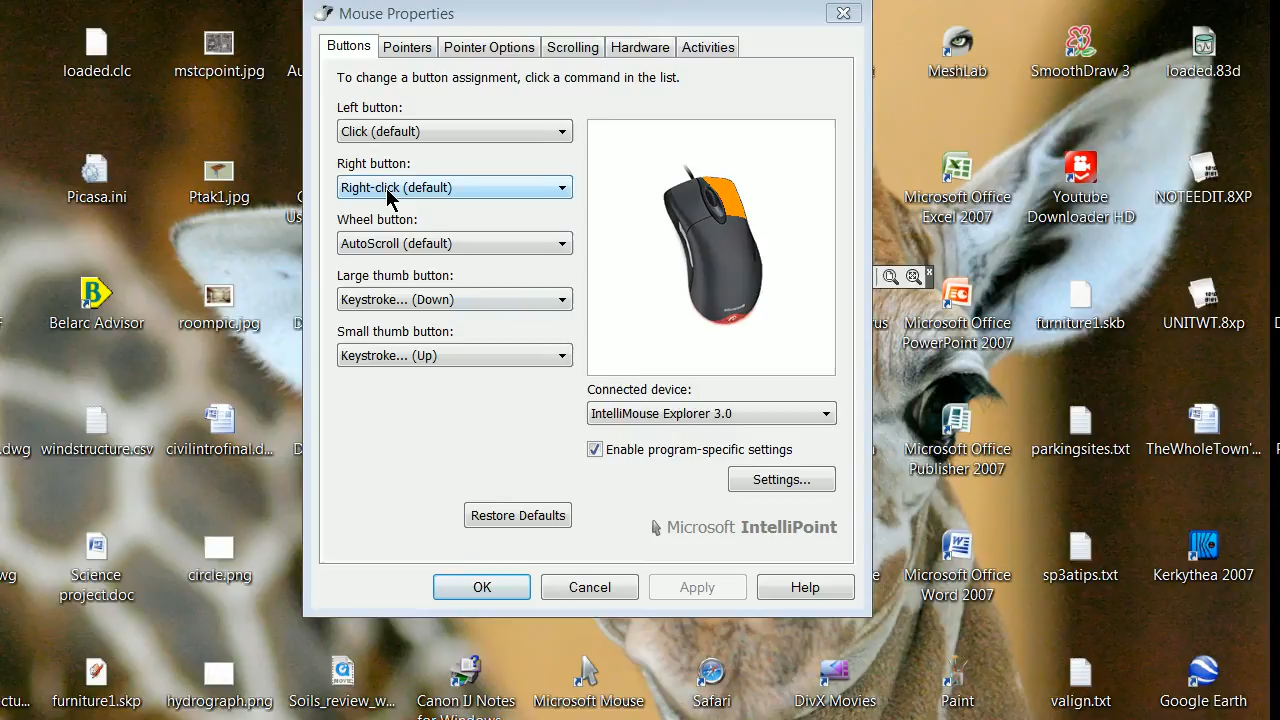 Mouse Properties
Buttons
Pointers
Pointer Options
Scrolling
Hardware
Activities
To change a button assignment, click a command in the list.
Left button:
Click (default)
Right button:
Right-click (default)
Wheel button:
AutoScroll (default)
Large thumb button:
Keystroke... (Down)
Small thumb button:
Keystroke... (Up)
Connected device:
IntelliMouse Explorer 3.0
Enable program-specific settings
Settings...
Restore Defaults
Microsoft IntelliPoint
OK
Cancel
Apply
Help
loaded.clc
mstcpoint.jpg
Picasa.ini
Ptak1.jpg
Belarc Advisor
roompic.jpg
.dwg
windstructure.csv
civilintrofinal.d...
Science
project.doc
circle.png
furniture1.skp
hydrograph.png
Soils_review_w...
Canon IJ Notes
for Windows
Microsoft Mouse
Safari
DivX Movies
Paint
valign.txt
Google Earth
MeshLab
SmoothDraw 3
loaded.83d
Microsoft Office
Excel 2007
Youtube
Downloader HD
NOTEEDIT.8XP
Microsoft Office
PowerPoint 2007
furniture1.skb
UNITWT.8xp
Microsoft Office
Publisher 2007
parkingsites.txt
TheWholeTown'...
Microsoft Office
Word 2007
sp3atips.txt
Kerkythea 2007